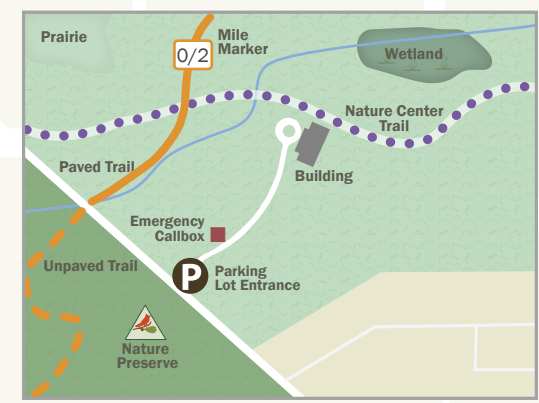 Prairie
Mile
Marker
0/2
Wetland
Nature Center
Trail
Paved Trail
Building
Emergency
Callbox
Unpaved Trail
P
Parking
Lot Entrance
Nature
Preserve